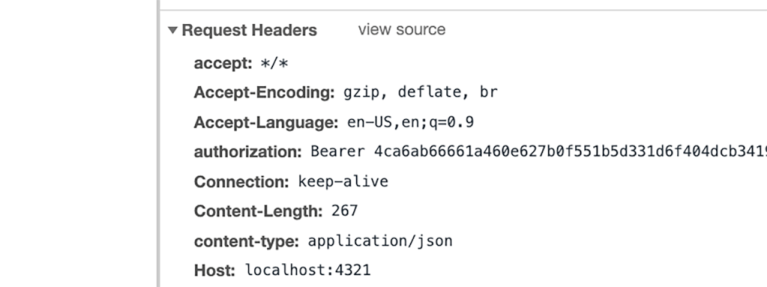 ▼ Request Headers view source
accept: */*
Accept-Encoding: gzip, deflate, br
Accept-Language: en-US,en;q=0.9
authorization: Bearer 4ca6ab66661a460e627b0f551b5d331d6f404dcb341
Connection: keep-alive
Content-Length: 267
content-type: application/json
Host: localhost:4321